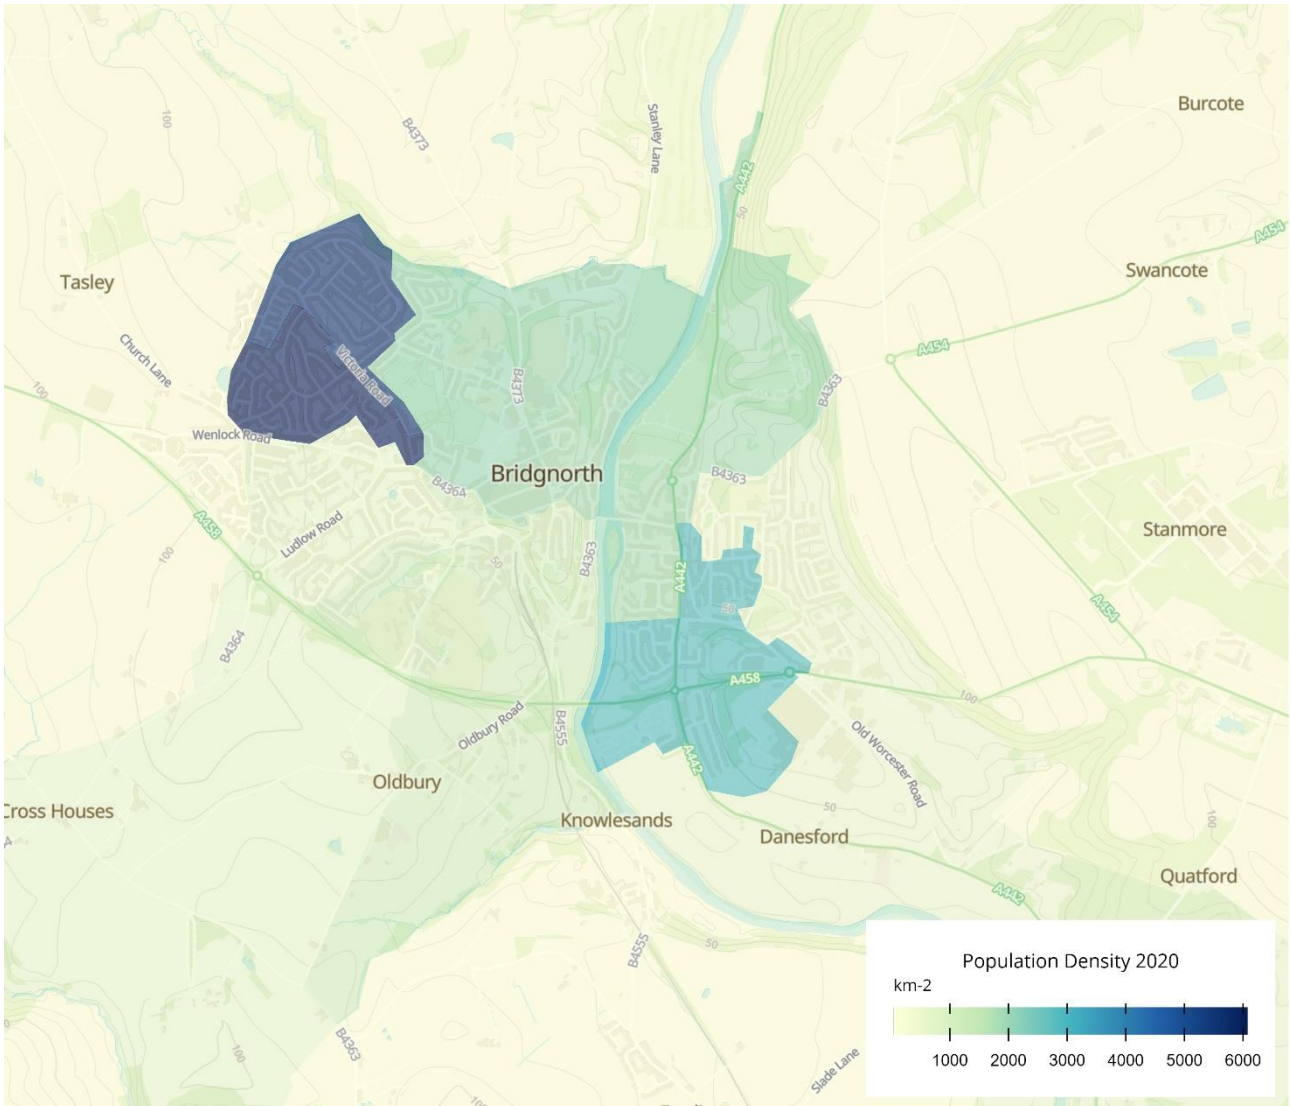 Burcote
B4373
Stanley Lane
100
A442
50
A454
Swancote
Tasley
Church Lane
A454
100
Victoria Road
B4373
B4363
Wenlock Road
Bridgnorth
B4363
B4364
A458
Ludlow Road
Stanmore
100
50
B4363
A442
50
A454
B4364
A458
100
Oldbury Road
B4555
Old Worcester Road
A442
Oldbury
50
Cross Houses
Knowlesands
Danesford
100
Quatford
A442
B4555
50
B4363
100
Slade Lane
100
Population Density 2020
km-2
1000 2000 3000 4000 5000 6000